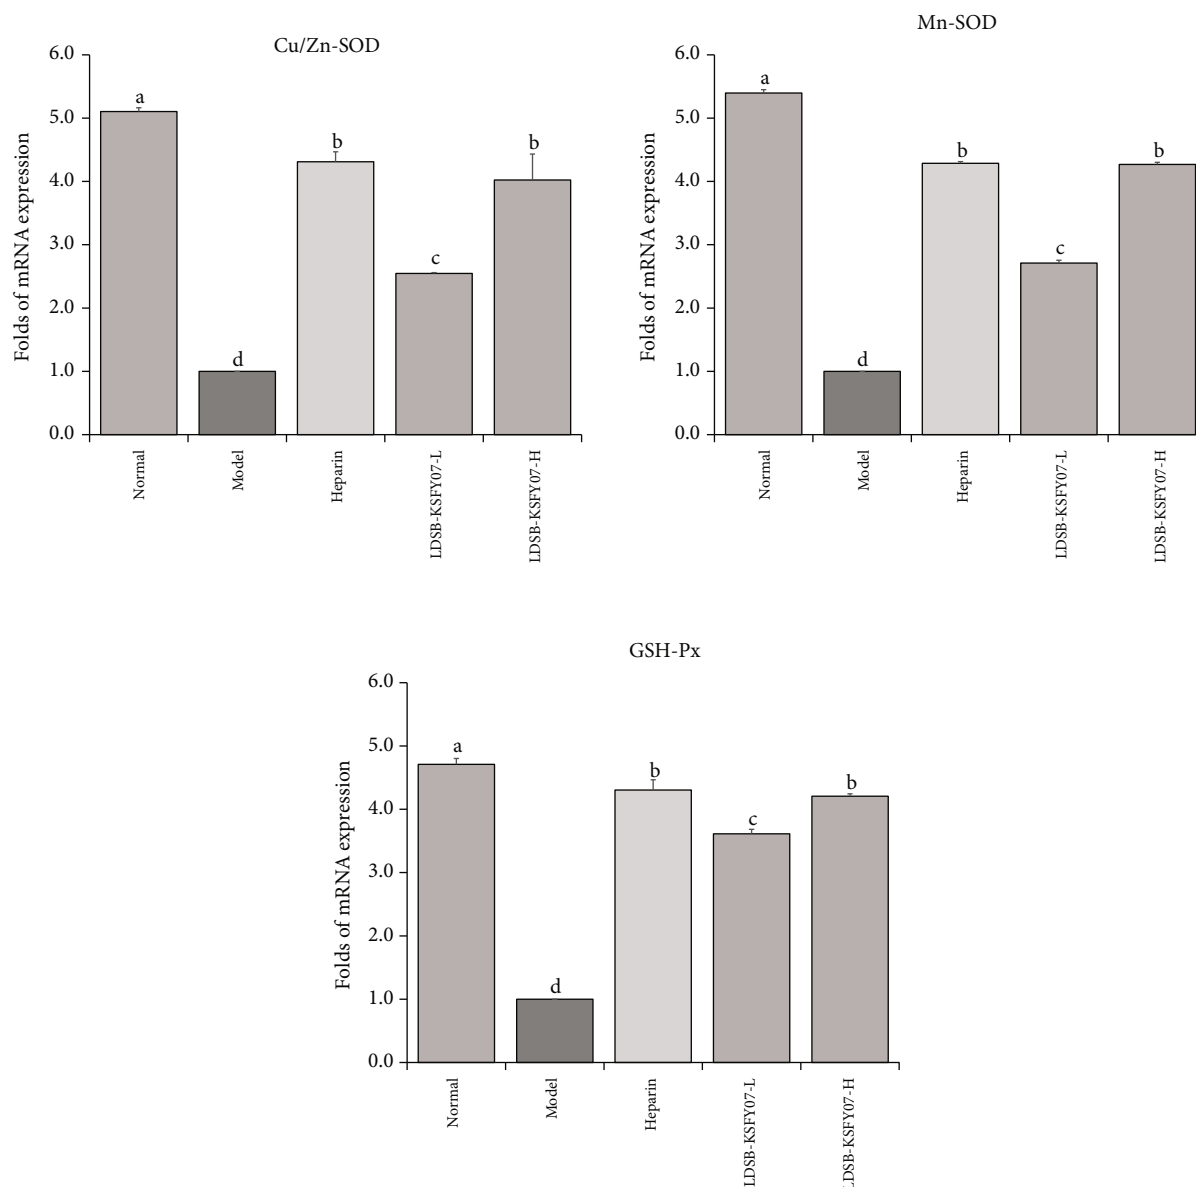 Cu/Zn-SOD
Folds of mRNA expression
6.0
5.0
4.0
3.0
2.0
1.0
0.0
a
d
b
c
b
Normal
Model
Heparin
LDSB-KSFY07-L
LDSB-KSFY07-H
Mn-SOD
Folds of mRNA expression
6.0
5.0
4.0
3.0
2.0
1.0
0.0
a
d
b
c
b
Normal
Model
Heparin
LDSB-KSFY07-L
LDSB-KSFY07-H
GSH-Px
Folds of mRNA expression
6.0
5.0
4.0
3.0
2.0
1.0
0.0
a
d
b
c
b
Normal
Model
Heparin
LDSB-KSFY07-L
LDSB-KSFY07-H